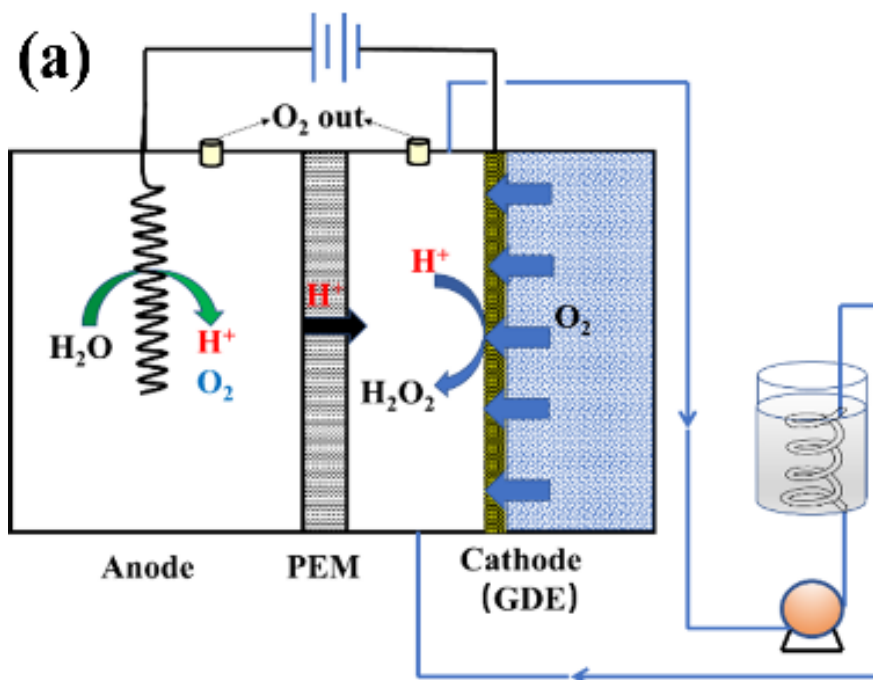 (a)
O₂ out
H⁺
H⁺
H₂O
H⁺
O₂
O₂
H₂O₂
Anode
PEM
Cathode
(GDE)